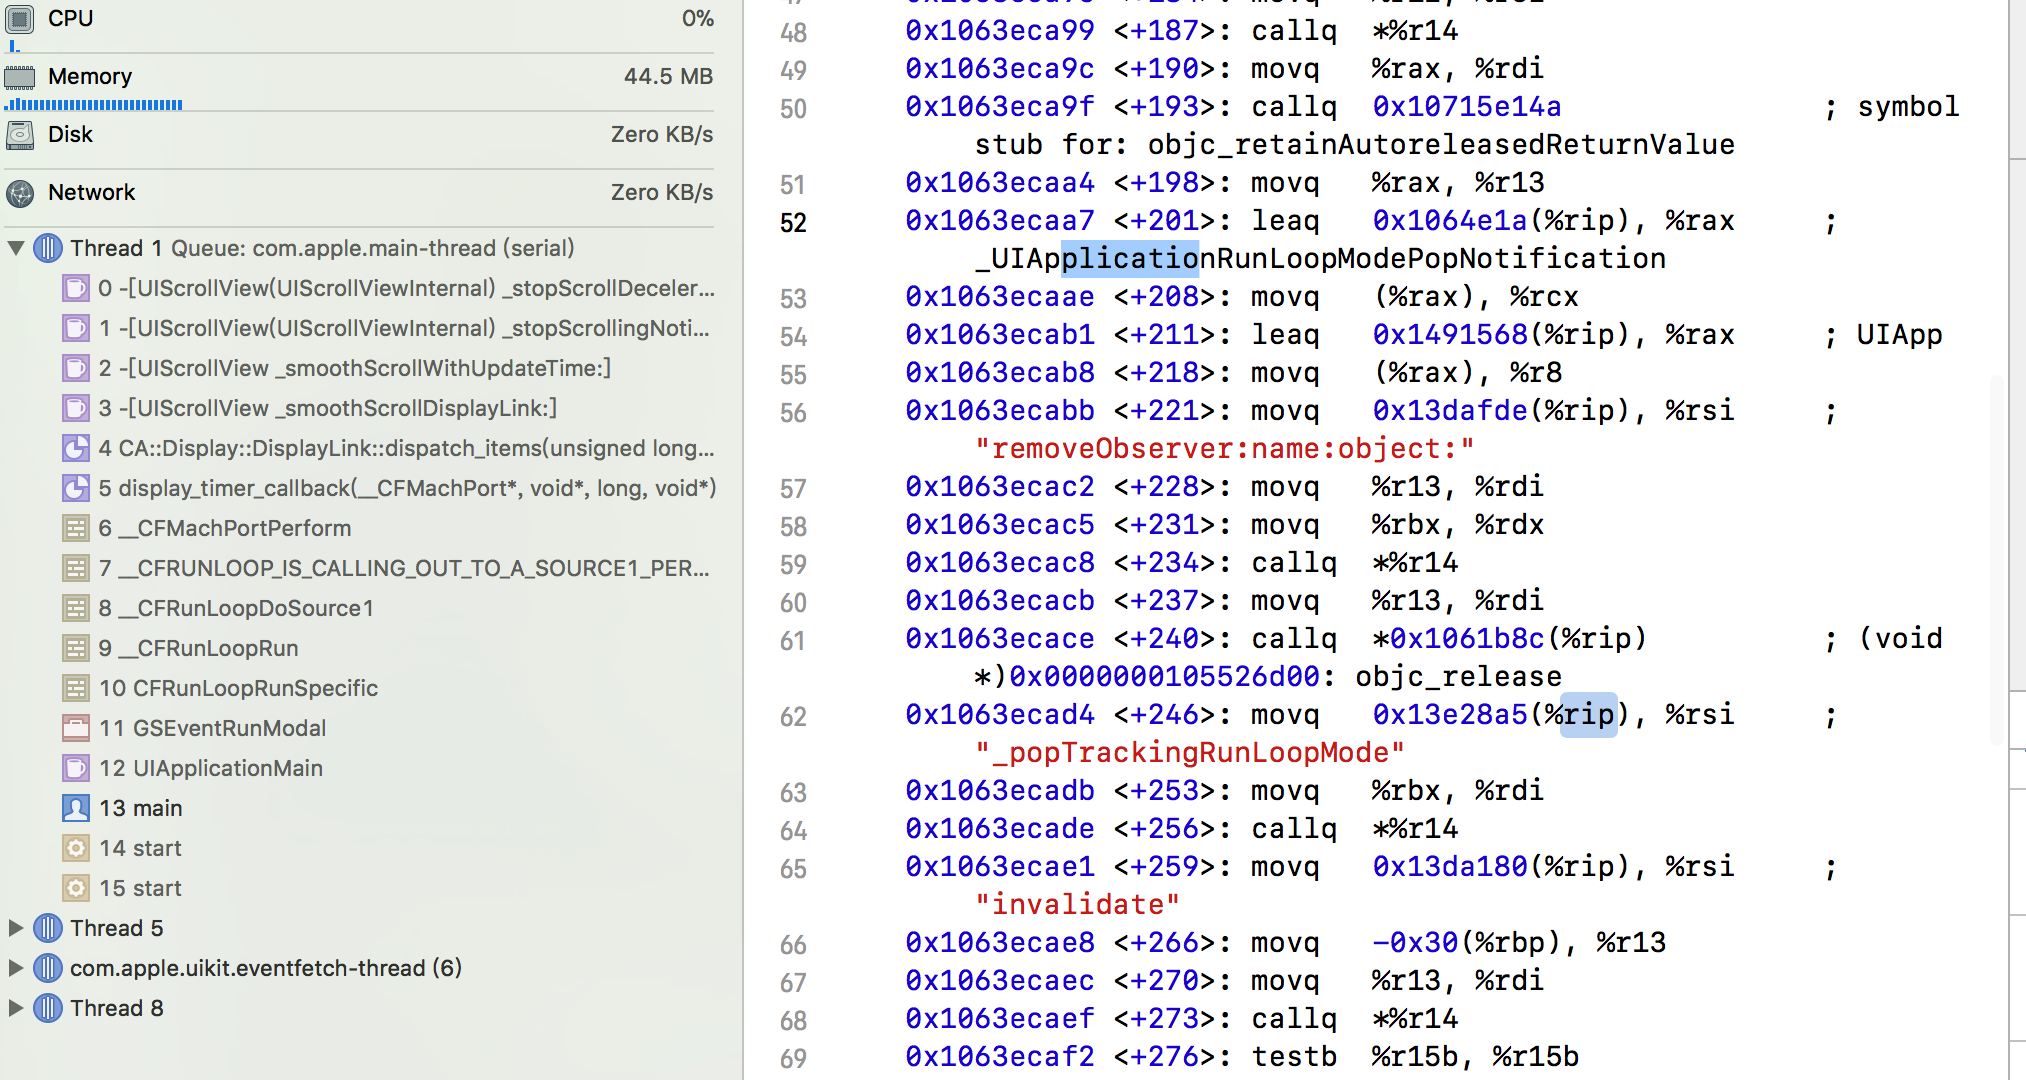 CPU 0%
Memory 44.5 MB
Disk Zero KB/s
Network Zero KB/s
Thread 1 Queue: com.apple.main-thread (serial)
0 -[UIScrollView(UIScrollViewInternal) _stopScrollDeceler...
1 -[UIScrollView(UIScrollViewInternal) _stopScrollingNoti...
2 -[UIScrollView _smoothScrollWithUpdateTime:]
3 -[UIScrollView _smoothScrollDisplayLink:]
4 CA::Display::DisplayLink::dispatch_items(unsigned long...
5 display_timer_callback(__CFMachPort*, void*, long, void*)
6 __CFMachPortPerform
7 __CFRUNLOOP_IS_CALLING_OUT_TO_A_SOURCE1_PER...
8 __CFRunLoopDoSource1
9 __CFRunLoopRun
10 CFRunLoopRunSpecific
11 GSEventRunModal
12 UIApplicationMain
13 main
14 start
15 start
Thread 5
com.apple.uikit.eventfetch-thread (6)
Thread 8
48 0x1063eca99 <+187>: callq *%r14
49 0x1063eca9c <+190>: movq %rax, %rdi
50 0x1063eca9f <+193>: callq 0x10715e14a ; symbol
stub for: objc_retainAutoreleasedReturnValue
51 0x1063ecaa4 <+198>: movq %rax, %r13
52 0x1063ecaa7 <+201>: leaq 0x1064e1a(%rip), %rax ;
_UIApplicationRunLoopModePopNotification
53 0x1063ecaae <+208>: movq (%rax), %rcx
54 0x1063ecab1 <+211>: leaq 0x1491568(%rip), %rax ; UIApp
55 0x1063ecab8 <+218>: movq (%rax), %r8
56 0x1063ecabb <+221>: movq 0x13dafde(%rip), %rsi ;
"removeObserver:name:object:"
57 0x1063ecac2 <+228>: movq %r13, %rdi
58 0x1063ecac5 <+231>: movq %rbx, %rdx
59 0x1063ecac8 <+234>: callq *%r14
60 0x1063ecacb <+237>: movq %r13, %rdi
61 0x1063ecace <+240>: callq *0x1061b8c(%rip) ; (void
*)0x0000000105526d00: objc_release
62 0x1063ecad4 <+246>: movq 0x13e28a5(%rip), %rsi ;
"_popTrackingRunLoopMode"
63 0x1063ecadb <+253>: movq %rbx, %rdi
64 0x1063ecade <+256>: callq *%r14
65 0x1063ecae1 <+259>: movq 0x13da180(%rip), %rsi ;
"invalidate"
66 0x1063ecae8 <+266>: movq -0x30(%rbp), %r13
67 0x1063ecaec <+270>: movq %r13, %rdi
68 0x1063ecaef <+273>: callq *%r14
69 0x1063ecaf2 <+276>: testb %r15b, %r15b